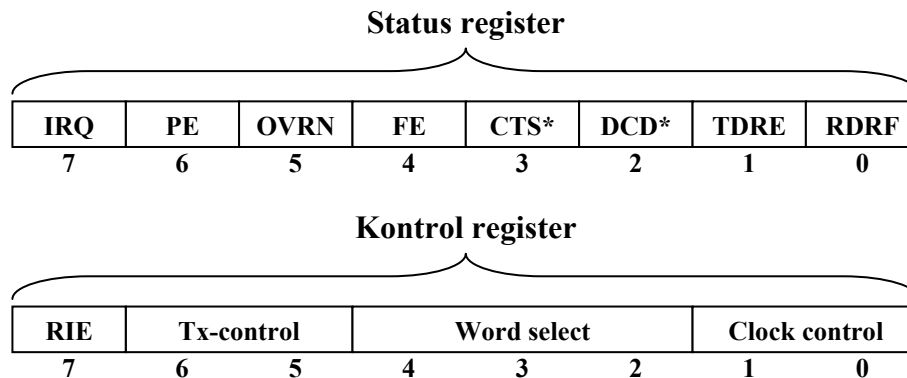 Status register
IRQ PE OVRN FE CTS* DCD* TDRE RDRF
7 6 5 4 3 2 1 0
Kontrol register
RIE Tx-control Word select Clock control
7 6 5 4 3 2 1 0